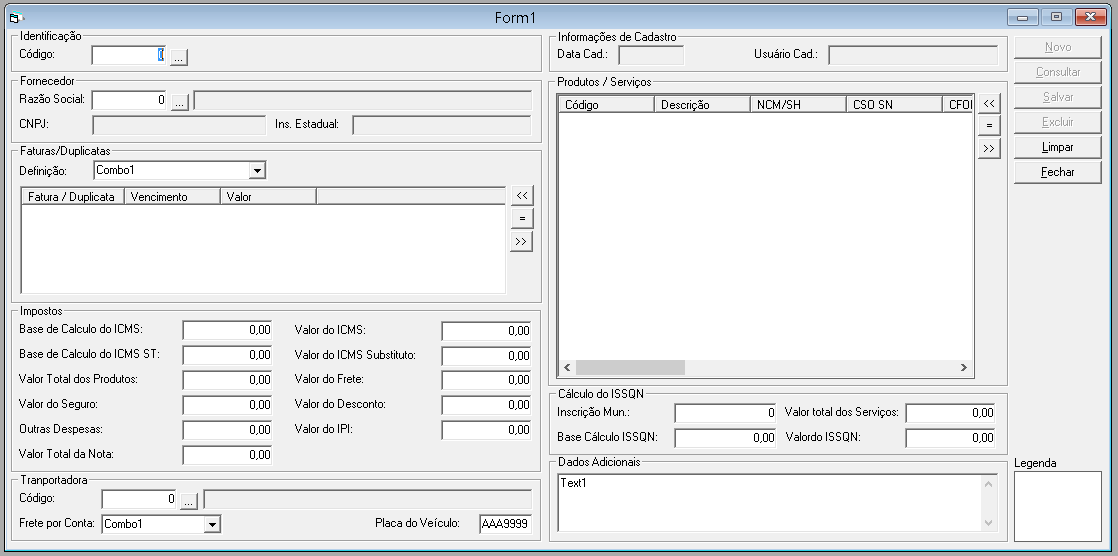 Form1
Identificação
Código: 0 ...
Fornecedor
Razão Social: 0 ...
CNPJ: Ins. Estadual:
Faturas/Duplicatas
Definição: Combo1
Fatura / Duplicata Vencimento Valor
<<
=
>>
Impostos
Base de Calculo do ICMS: 0,00 Valor do ICMS: 0,00
Base de Calculo do ICMS ST: 0,00 Valor do ICMS Substituto: 0,00
Valor Total dos Produtos: 0,00 Valor do Frete: 0,00
Valor do Seguro: 0,00 Valor do Desconto: 0,00
Outras Despesas: 0,00 Valor do IPI: 0,00
Valor Total da Nota: 0,00
Tranportadora
Código: 0 ...
Frete por Conta: Combo1 Placa do Veículo: AAA9999
Informações de Cadastro
Data Cad.: Usuário Cad.:
Produtos / Serviços
Código Descrição NCM/SH CSO SN
<<
=
>>
Cálculo do ISSQN
Inscrição Mun.: 0 Valor total dos Serviços: 0,00
Base Cálculo ISSQN: 0,00 Valordo ISSQN: 0,00
Dados Adicionais
Text1
Novo
Consultar
Salvar
Excluir
Limpar
Fechar
Legenda